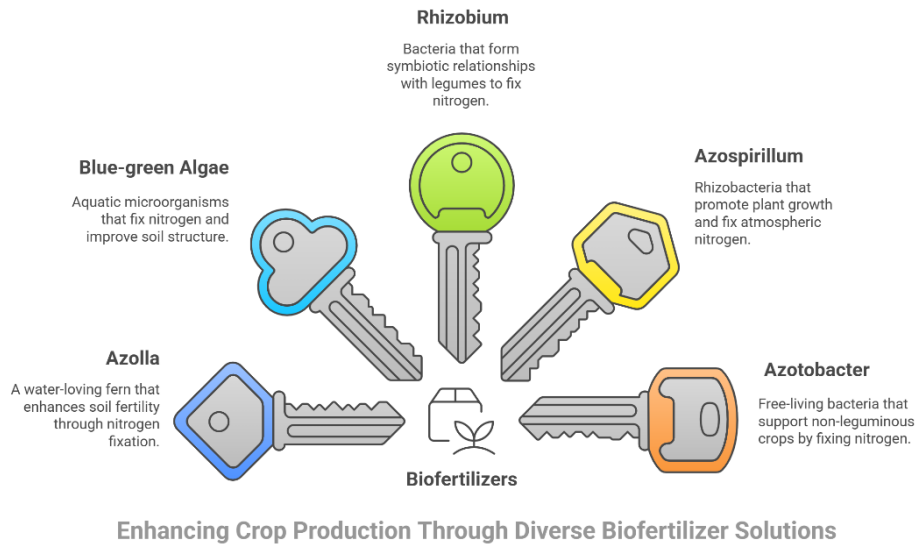 Rhizobium
Bacteria that form
symbiotic relationships
with legumes to fix
nitrogen.
Blue-green Algae
Aquatic microorganisms
that fix nitrogen and
improve soil structure.
Azospirillum
Rhizobacteria that
promote plant growth
and fix atmospheric
nitrogen.
Azolla
A water-loving fern that
enhances soil fertility
through nitrogen
fixation.
Azotobacter
Free-living bacteria that
support non-leguminous
crops by fixing nitrogen.
Biofertilizers
Enhancing Crop Production Through Diverse Biofertilizer Solutions